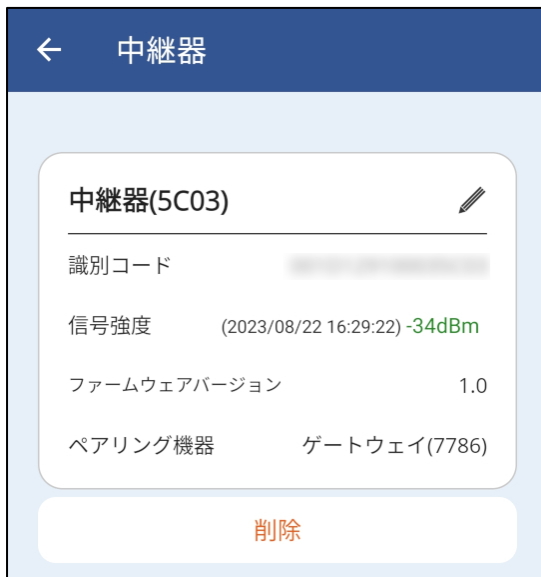 中継器
中継器(5C03)
識別コード
信号強度 (2023/08/22 16:29:22) -34dBm
ファームウェアバージョン 1.0
ペアリング機器 ゲートウェイ(7786)
削除